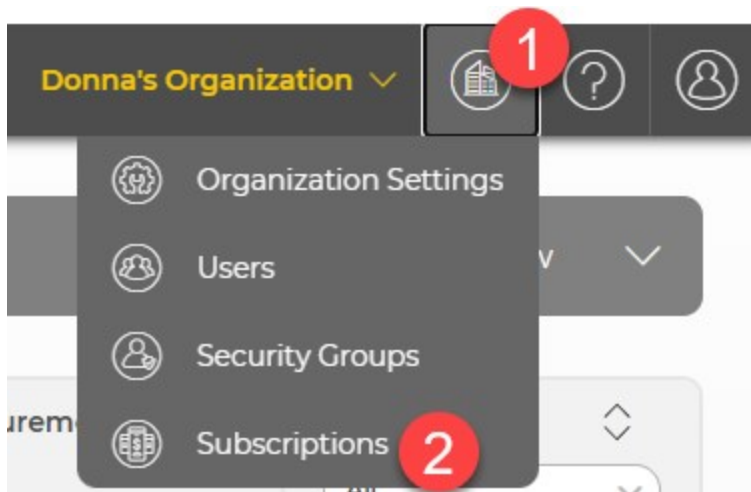 Donna's Organization
1
?
Organization Settings
Users
Security Groups
Subscriptions
2